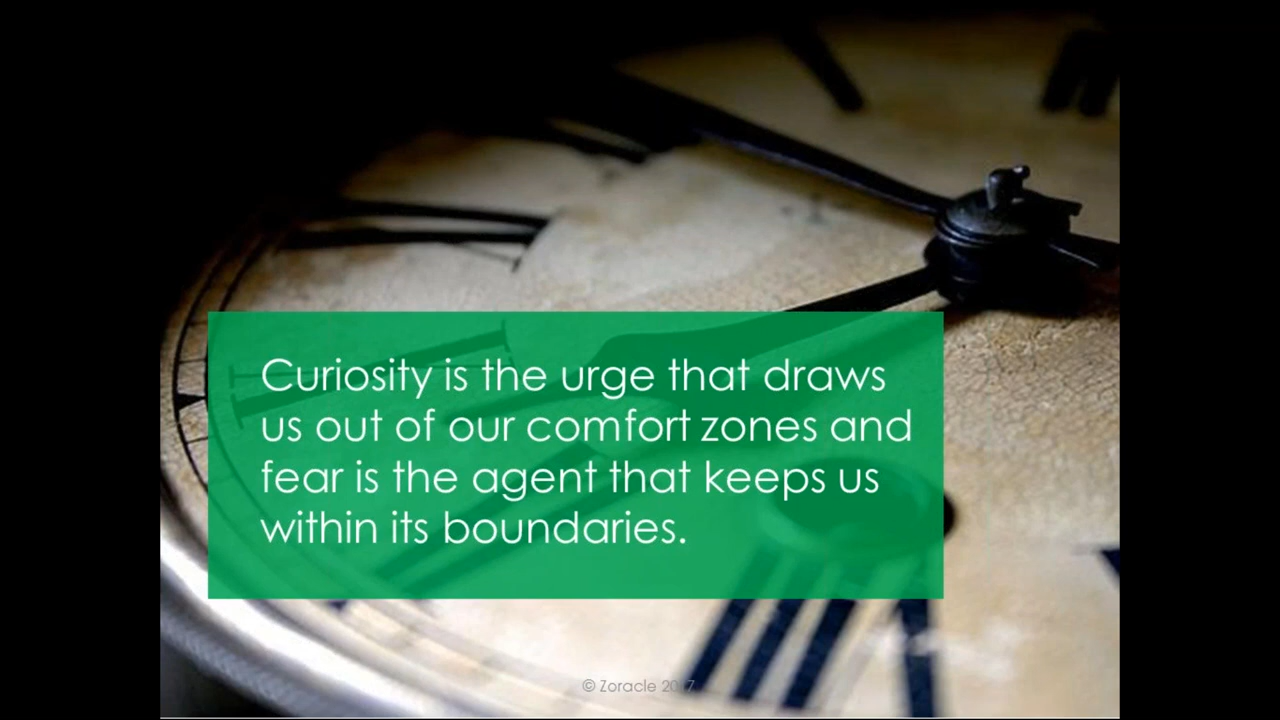 Curiosity is the urge that draws
us out of our comfort zones and
fear is the agent that keeps us
within its boundaries.
© Zoracle 2017